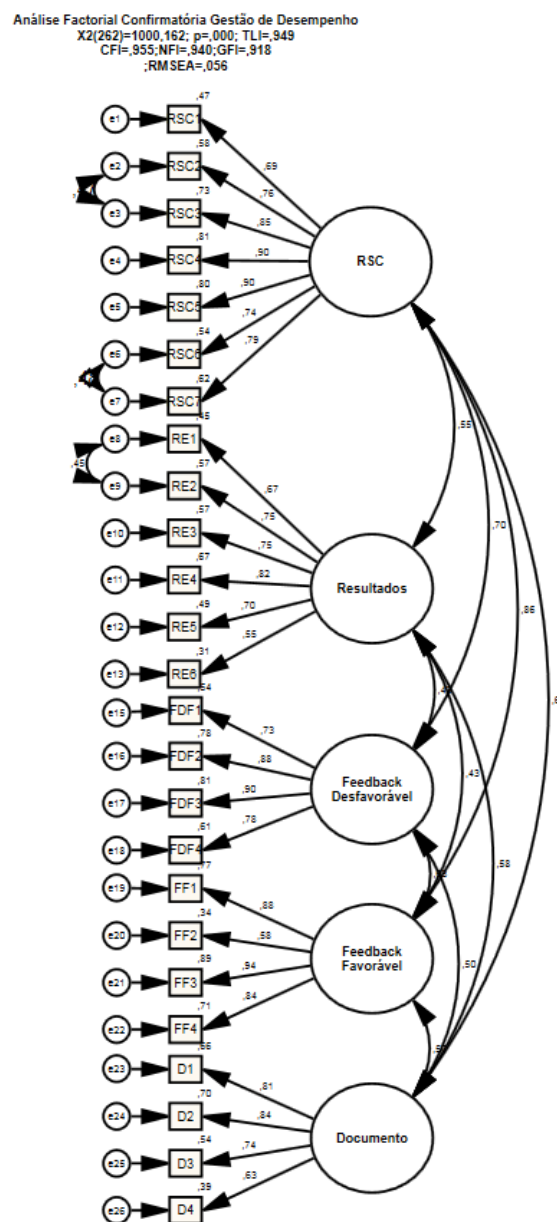 Análise Factorial Confirmatória Gestão de Desempenho
X2(262)=1000,162; p=,000; TLI=,949
CFI=,955;NFI=,940;GFI=,918
;RMSEA=,056
,47
e1 RSC1
,69
,58
e2 RSC2
,76
,73
e3 RSC3
,85
,81
e4 RSC4
,90
RSC
,80
e5 RSC5
,90
,54
e6 RSC6
,74
,62
e7 RSC7
,79
,45
e8 RE1
,67
,45
,57
e9 RE2
,75
,57
e10 RE3
,75
,67
e11 RE4
,82
Resultados
,49
e12 RE5
,70
,31
e13 RE6
,55
,55
,70
,86
e15 FDF1
,73
,78
e16 FDF2
,88
Feedback
Desfavorável
,81
e17 FDF3
,90
,61
e18 FDF4
,78
,43
,58
,77
e19 FF1
,88
,34
e20 FF2
,58
Feedback
Favorável
,89
e21 FF3
,94
,71
e22 FF4
,84
,50
e23 D1
,81
,70
e24 D2
,84
Documento
,54
e25 D3
,74
,39
e26 D4
,63